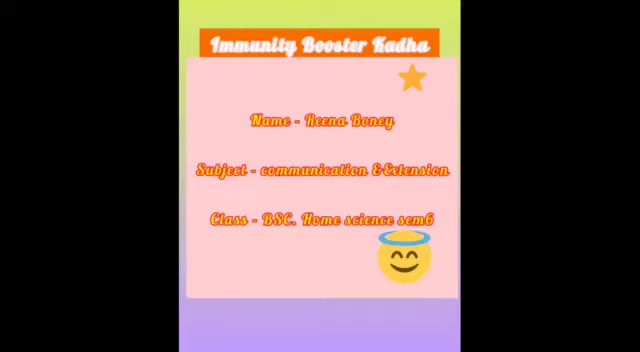 Immunity Booster Kadha
Name - Reena Boney
Subject - communication & Extension
Class - BSC. Home science sem6